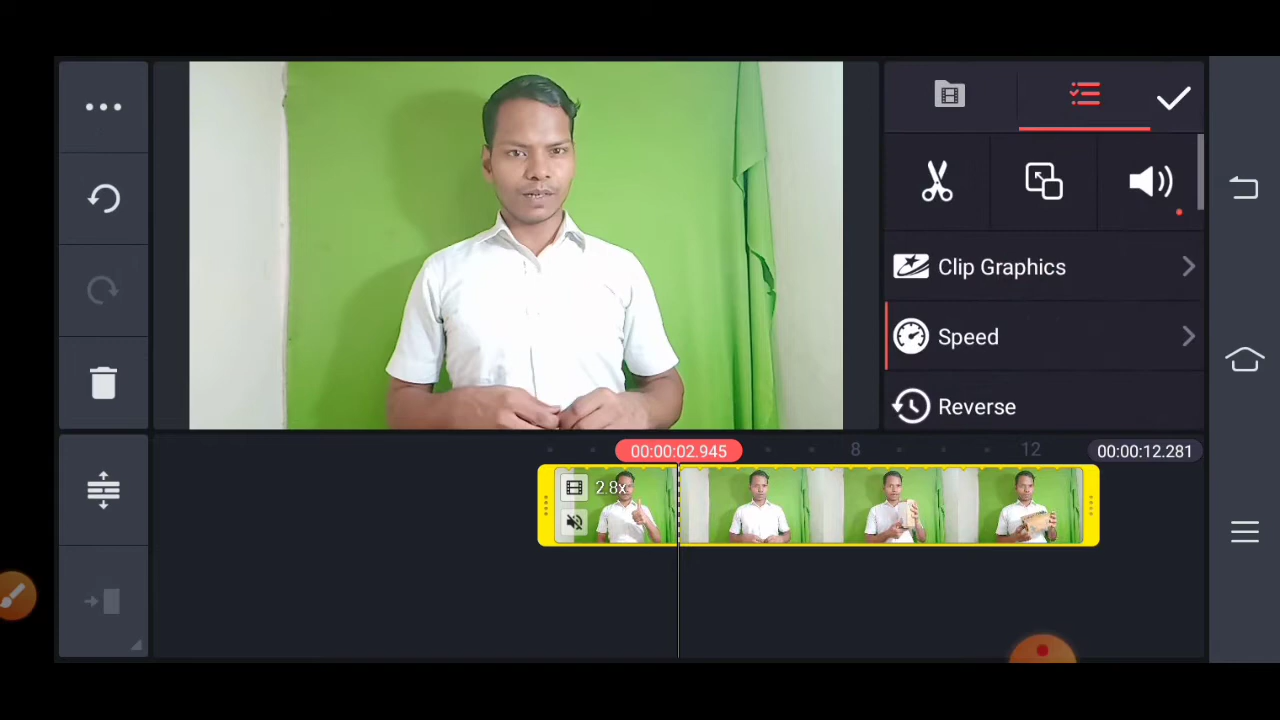 Clip Graphics
Speed
Reverse
00:00:02.945
8
12
00:00:12.281
2.8x